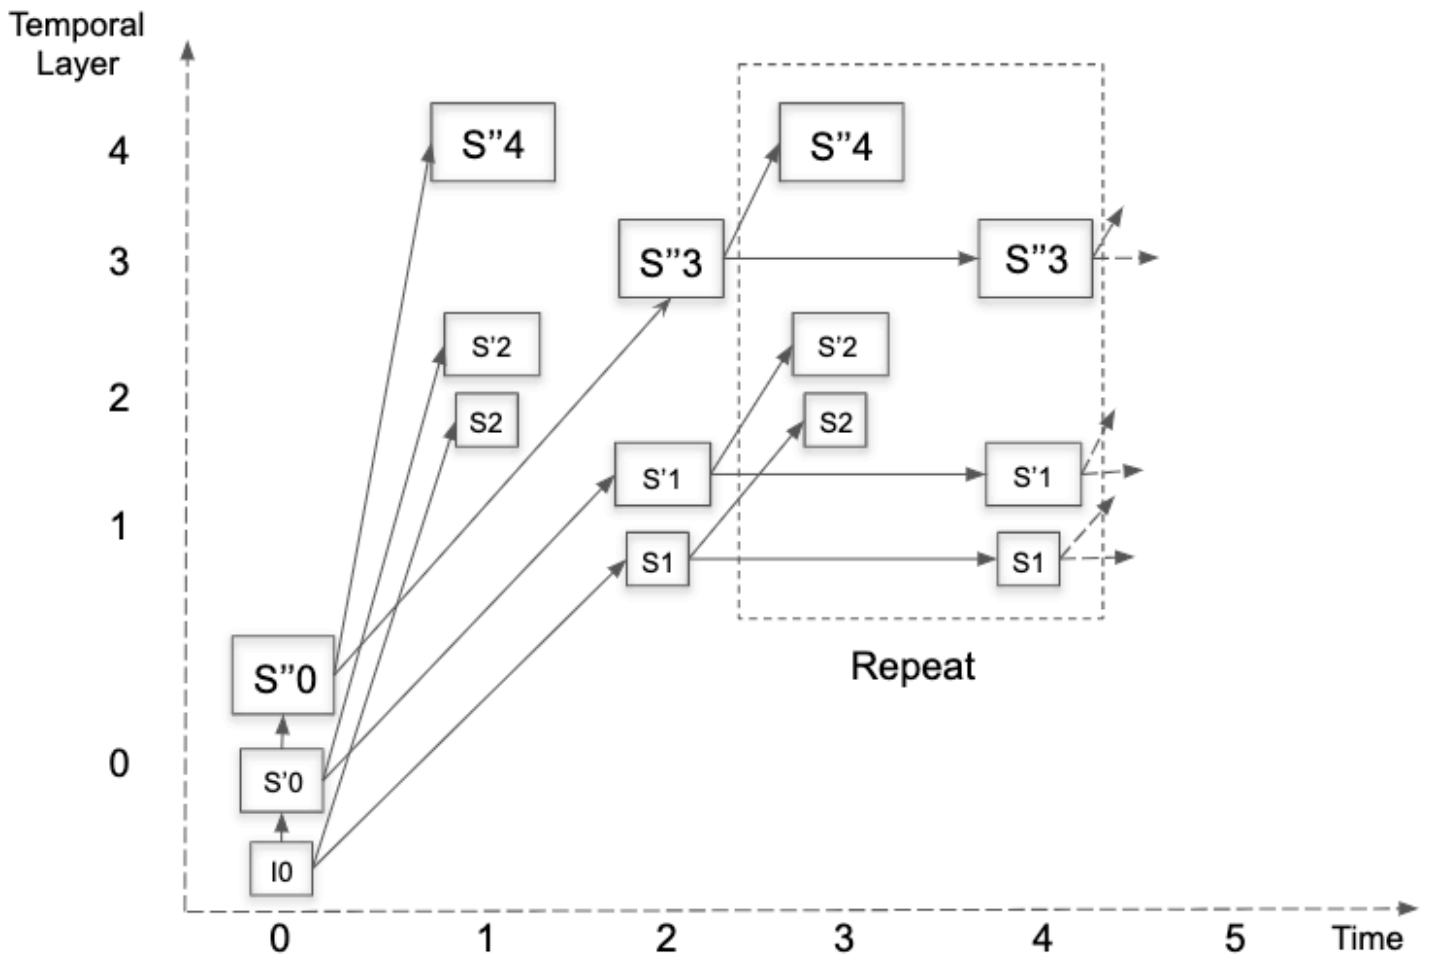 Temporal
Layer
4
S”4
S”4
3
S”3
S”3
S’2
S’2
2
S2
S2
S’1
S’1
1
S1
S1
Repeat
S”0
0
S’0
I0
0 1 2 3 4 5 Time